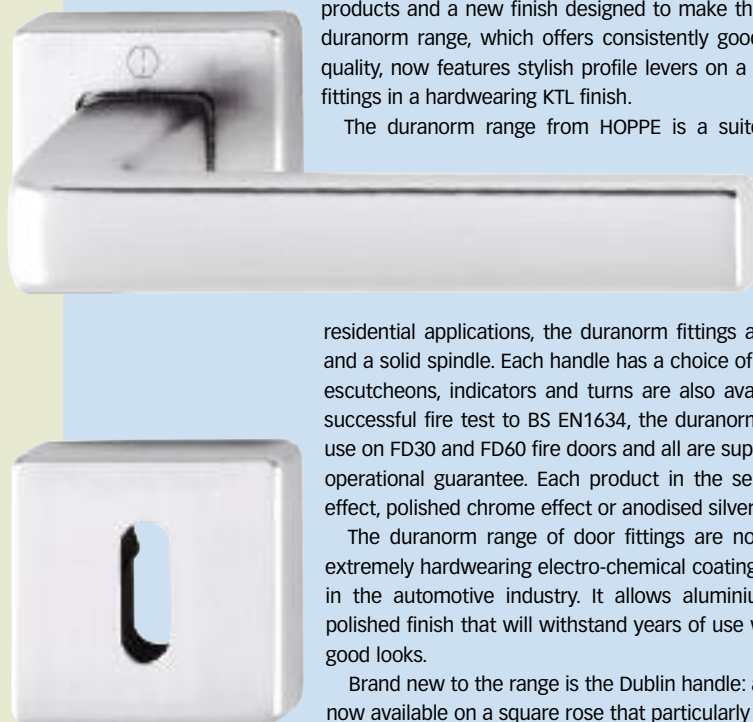 products and a new finish designed to make th
duranorm range, which offers consistently good
quality, now features stylish profile levers on a
fittings in a hardwearing KTL finish.
The duranorm range from HOPPE is a suit
residential applications, the duranorm fittings a
and a solid spindle. Each handle has a choice of
escutcheons, indicators and turns are also ava
successful fire test to BS EN1634, the duranorm
use on FD30 and FD60 fire doors and all are sup
operational guarantee. Each product in the se
effect, polished chrome effect or anodised silver
The duranorm range of door fittings are no
extremely hardwearing electro-chemical coating
in the automotive industry. It allows aluminiu
polished finish that will withstand years of use
good looks.
Brand new to the range is the Dublin handle: a
now available on a square rose that particularly